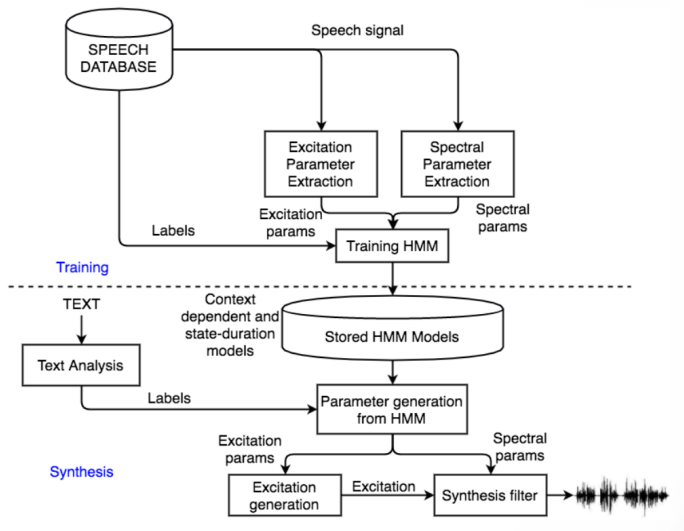 Speech signal
SPEECH
DATABASE
Excitation
Parameter
Extraction
Spectral
Parameter
Extraction
Excitation
params
Spectral
params
Labels
Training HMM
Training
TEXT
Context
dependent and
state-duration
models
Stored HMM Models
Text Analysis
Labels
Parameter generation
from HMM
Excitation
params
Spectral
params
Synthesis
Excitation
generation
Excitation
Synthesis filter